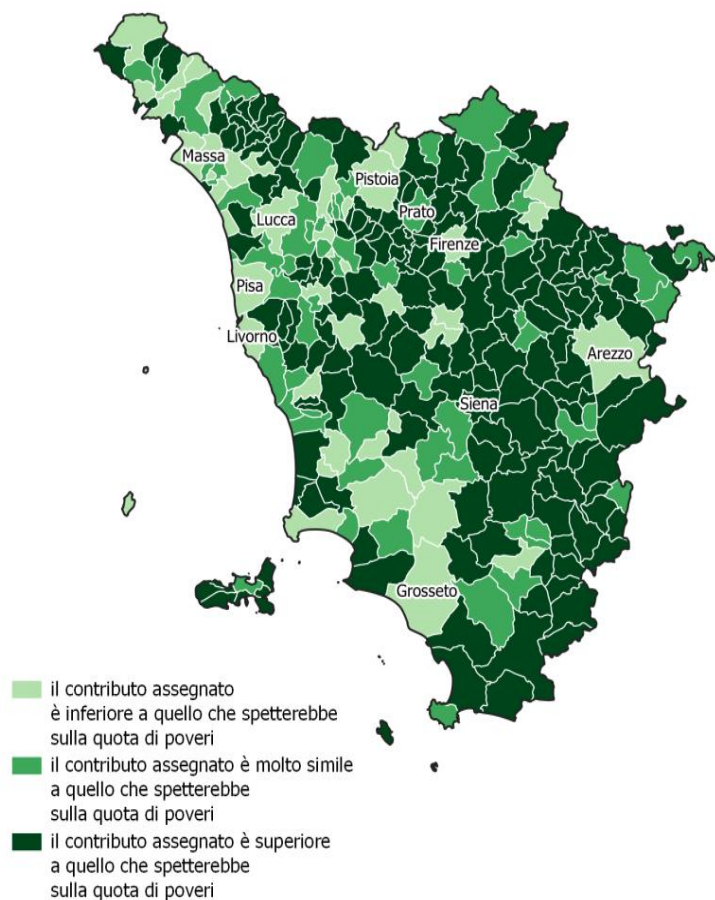 Massa
Pistoia
Prato
Lucca
Firenze
Pisa
Livorno
Arezzo
Siena
Grosseto
il contributo assegnato
è inferiore a quello che spetterebbe
sulla quota di poveri
il contributo assegnato è molto simile
a quello che spetterebbe
sulla quota di poveri
il contributo assegnato è superiore
a quello che spetterebbe
sulla quota di poveri